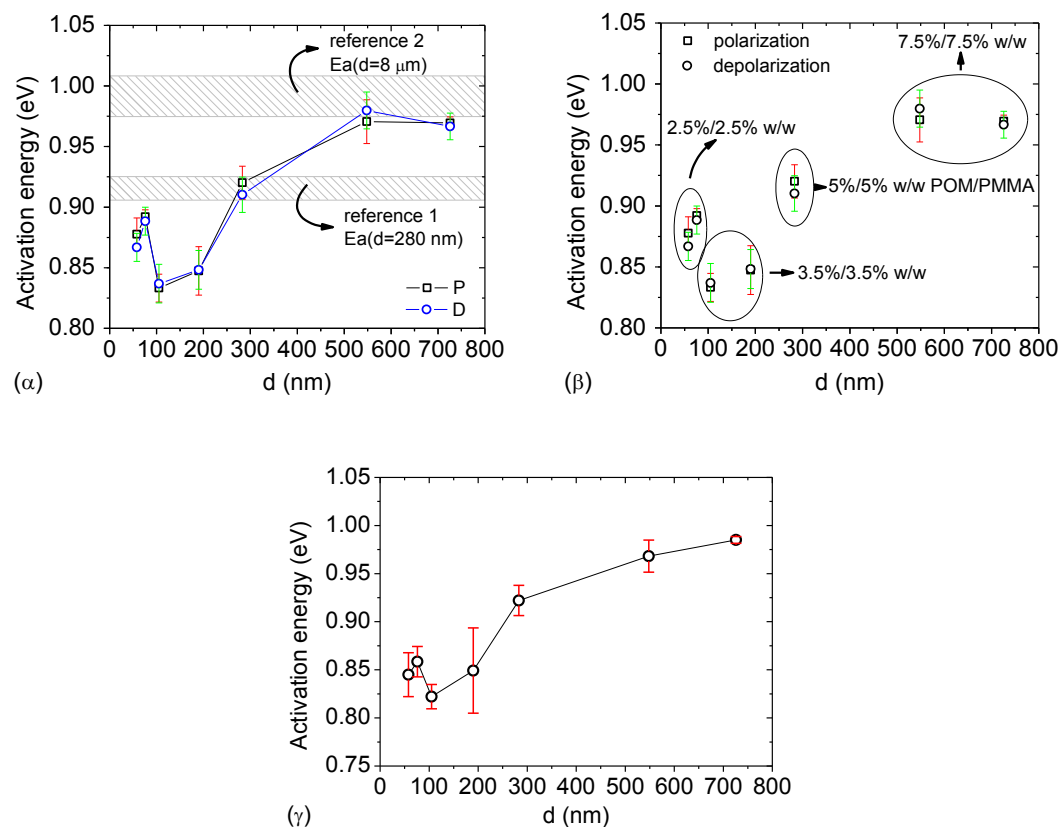 1.05
1.00
0.95
0.90
0.85
0.80
Activation energy (eV)
reference 2
Ea(d=8 μm)
reference 1
Ea(d=280 nm)
P
D
0 100 200 300 400 500 600 700 800
d (nm)
(α)
1.05
1.00
0.95
0.90
0.85
0.80
Activation energy (eV)
polarization
depolarization
7.5%/7.5% w/w
2.5%/2.5% w/w
5%/5% w/w POM/PMMA
3.5%/3.5% w/w
0 100 200 300 400 500 600 700 800
d (nm)
(β)
1.05
1.00
0.95
0.90
0.85
0.80
0.75
Activation energy (eV)
0 100 200 300 400 500 600 700 800
d (nm)
(γ)